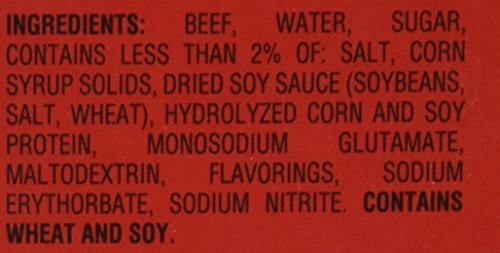 INGREDIENTS: BEEF, WATER, SUGAR,
CONTAINS LESS THAN 2% OF: SALT, CORN
SYRUP SOLIDS, DRIED SOY SAUCE (SOYBEANS,
SALT, WHEAT), HYDROLYZED CORN AND SOY
PROTEIN, MONOSODIUM GLUTAMATE,
MALTODEXTRIN, FLAVORINGS, SODIUM
ERYTHORBATE, SODIUM NITRITE. CONTAINS
WHEAT AND SOY.